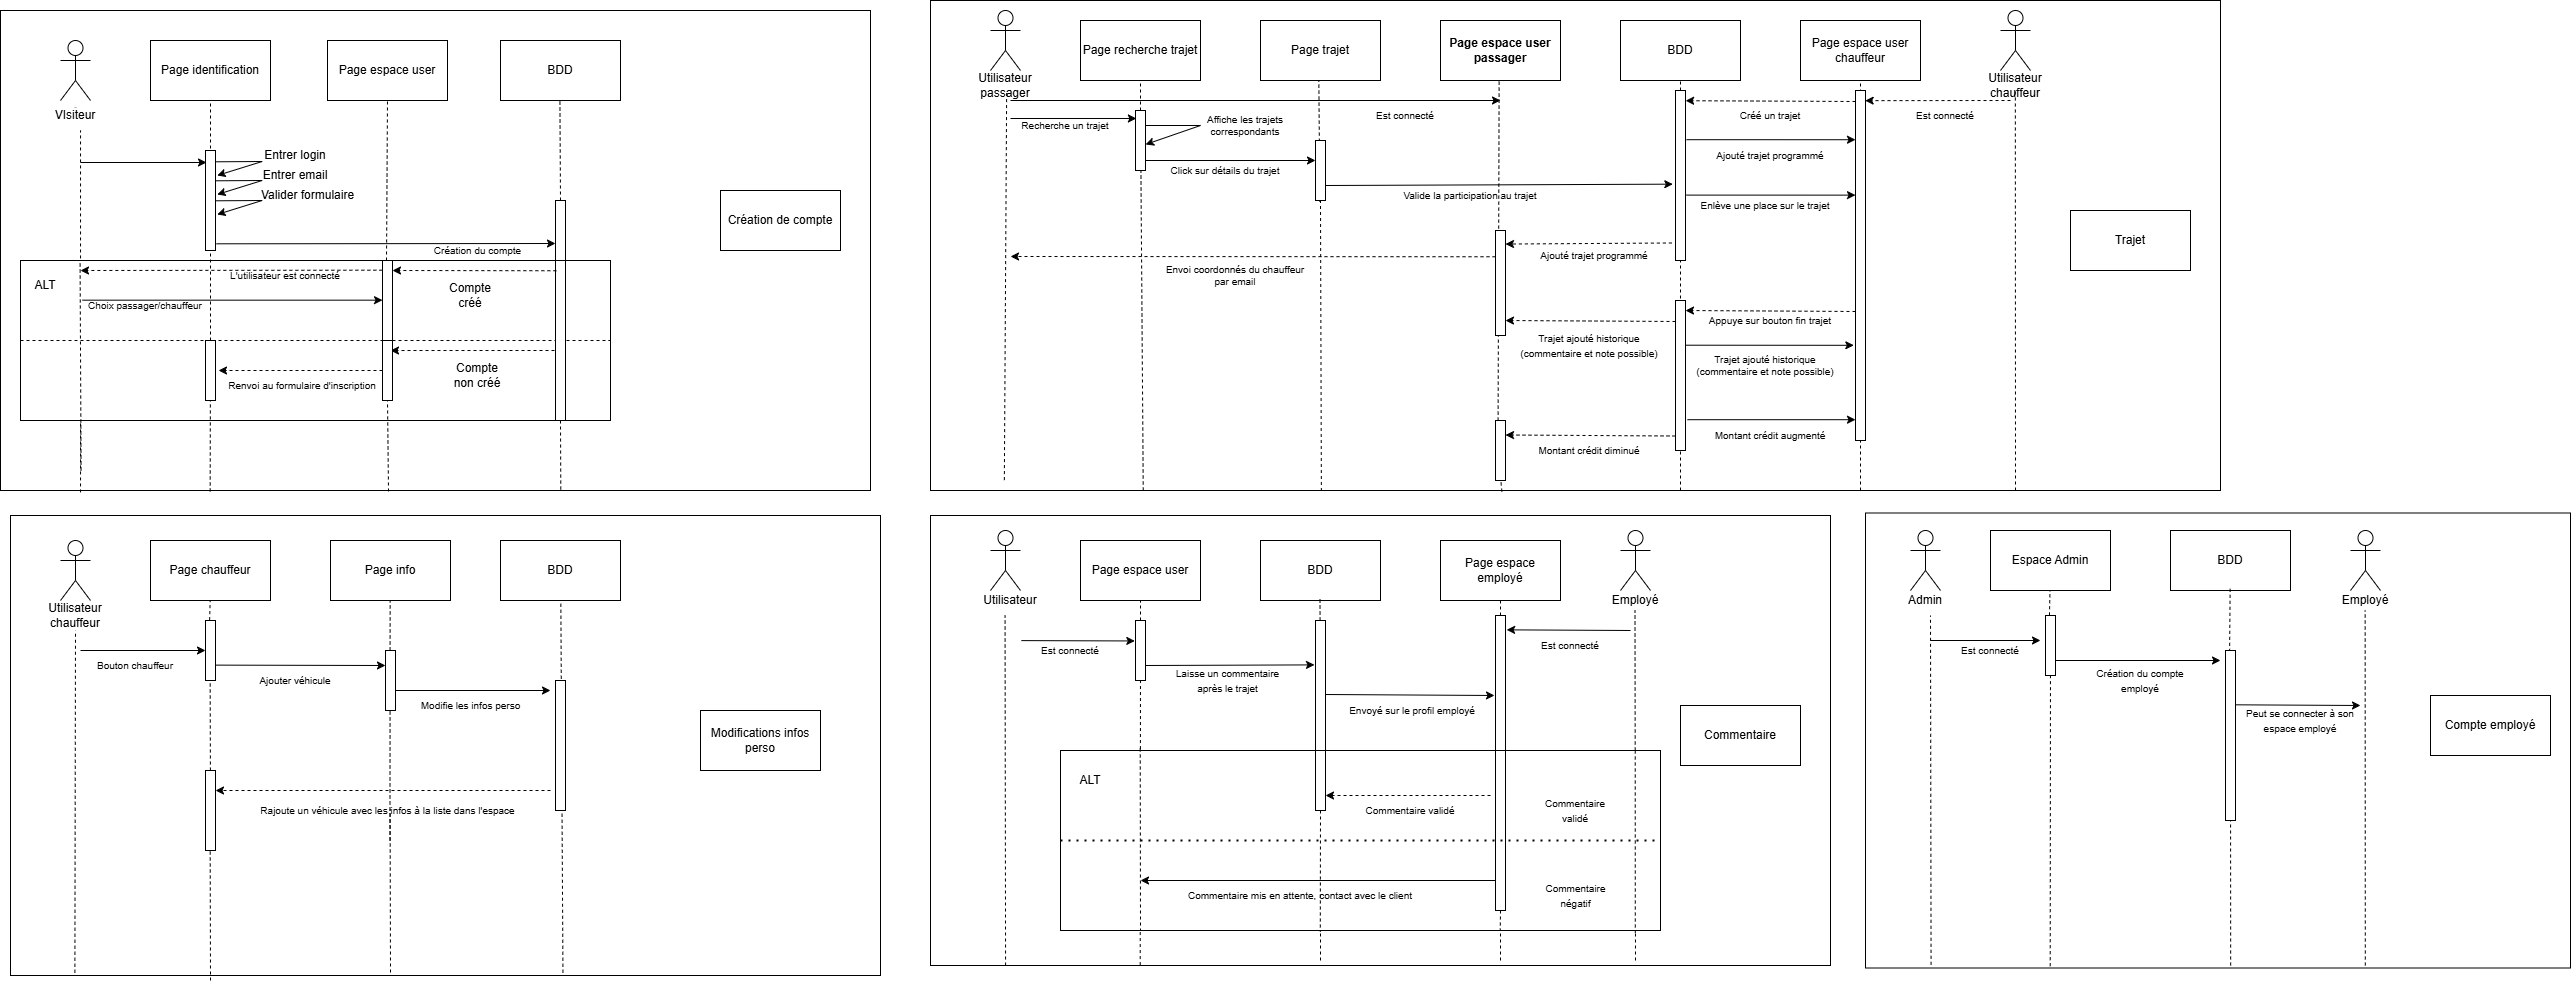 Page identification
Page espace user
BDD
VIsiteur
Entrer login
Entrer email
Valider formulaire
Création de compte
Création du compte
ALT
L'utilisateur est connecté
Compte
créé
Choix passager/chauffeur
Compte
non créé
Renvoi au formulaire d'inscription
Utilisateur
passager
Page recherche trajet
Page trajet
Page espace user
passager
BDD
Page espace user
chauffeur
Utilisateur
chauffeur
Est connecté
Créé un trajet
Est connecté
Recherche un trajet
Affiche les trajets
correspondants
Ajouté trajet programmé
Click sur détails du trajet
Valide la participation au trajet
Enlève une place sur le trajet
Trajet
Ajouté trajet programmé
Envoi coordonnés du chauffeur
par email
Appuye sur bouton fin trajet
Trajet ajouté historique
(commentaire et note possible)
Trajet ajouté historique
(commentaire et note possible)
Montant crédit augmenté
Montant crédit diminué
Page chauffeur
Page info
BDD
Utilisateur
chauffeur
Bouton chauffeur
Ajouter véhicule
Modifie les infos perso
Modifications infos
perso
Rajoute un véhicule avec les infos à la liste dans l'espace
Page espace user
BDD
Page espace
employé
Utilisateur
Employé
Est connecté
Est connecté
Laisse un commentaire
après le trajet
Envoyé sur le profil employé
Commentaire
ALT
Commentaire validé
Commentaire
validé
Commentaire mis en attente, contact avec le client
Commentaire
négatif
Espace Admin
BDD
Admin
Employé
Est connecté
Création du compte
employé
Peut se connecter à son
espace employé
Compte employé